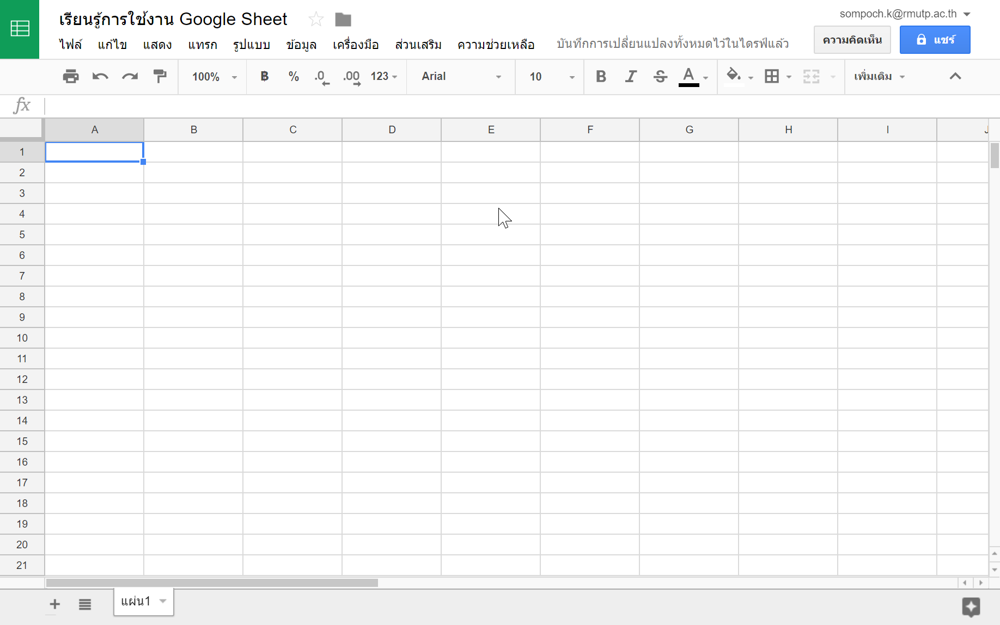 เรียนรู้การใช้งาน Google Sheet
sompoch.k@rmutp.ac.th
ไฟล์ แก้ไข แสดง แทรก รูปแบบ ข้อมูล เครื่องมือ ส่วนเสริม ความช่วยเหลือ บันทึกการเปลี่ยนแปลงทั้งหมดไว้ในไดรฟ์แล้ว
ความคิดเห็น แชร์
100% ฿ % .0 .00 123 Arial 10 B I S A เพิ่มเติม
fx
A B C D E F G H I J
1
2
3
4
5
6
7
8
9
10
11
12
13
14
15
16
17
18
19
20
21
แผ่น1